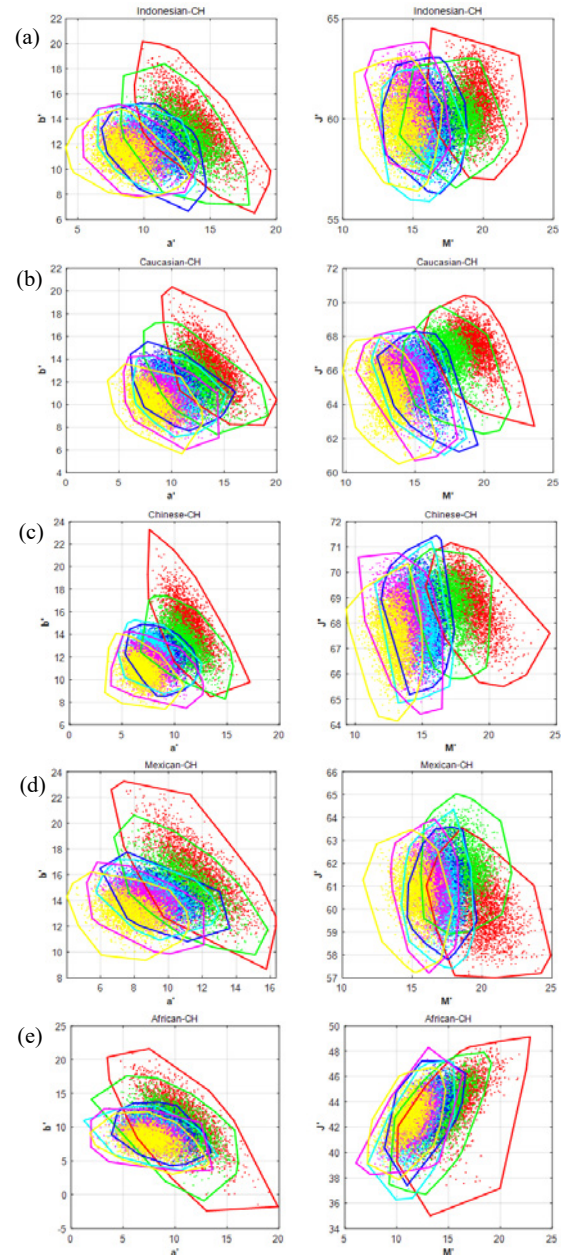 (a)
Indonesian-CH
22
20
18
16
14
12
10
8
6
b'
5 10 15 20
a'
Indonesian-CH
65
60
55
J'
10 15 20 25
M'
(b)
Caucasian-CH
22
20
18
16
14
12
10
8
6
4
b'
0 5 10 15 20
a'
Caucasian-CH
72
70
68
66
64
62
60
J'
10 15 20 25
M'
(c)
Chinese-CH
24
22
20
18
16
14
12
10
8
6
b'
0 5 10 15 20
a'
Chinese-CH
72
71
70
69
68
67
66
65
64
J'
10 15 20 25
M'
(d)
Mexican-CH
24
22
20
18
16
14
12
10
8
b'
4 6 8 10 12 14 16
a'
Mexican-CH
66
65
64
63
62
61
60
59
58
57
J'
10 15 20 25
M'
(e)
African-CH
25
20
15
10
5
0
-5
b'
0 5 10 15 20
a'
African-CH
50
48
46
44
42
40
38
36
34
J'
5 10 15 20 25
M'